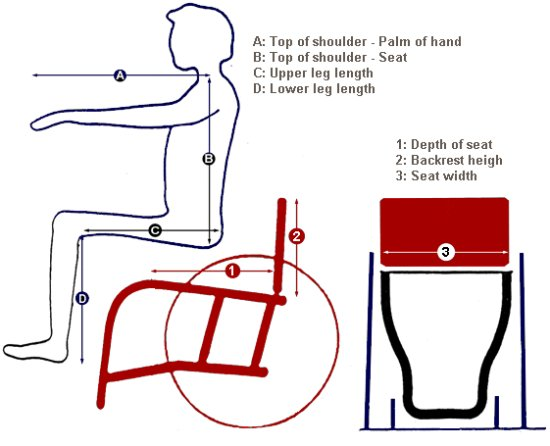 A: Top of shoulder - Palm of hand
B: Top of shoulder - Seat
C: Upper leg length
D: Lower leg length
1: Depth of seat
2: Backrest heigh
3: Seat width
A
B
C
D
1
2
3